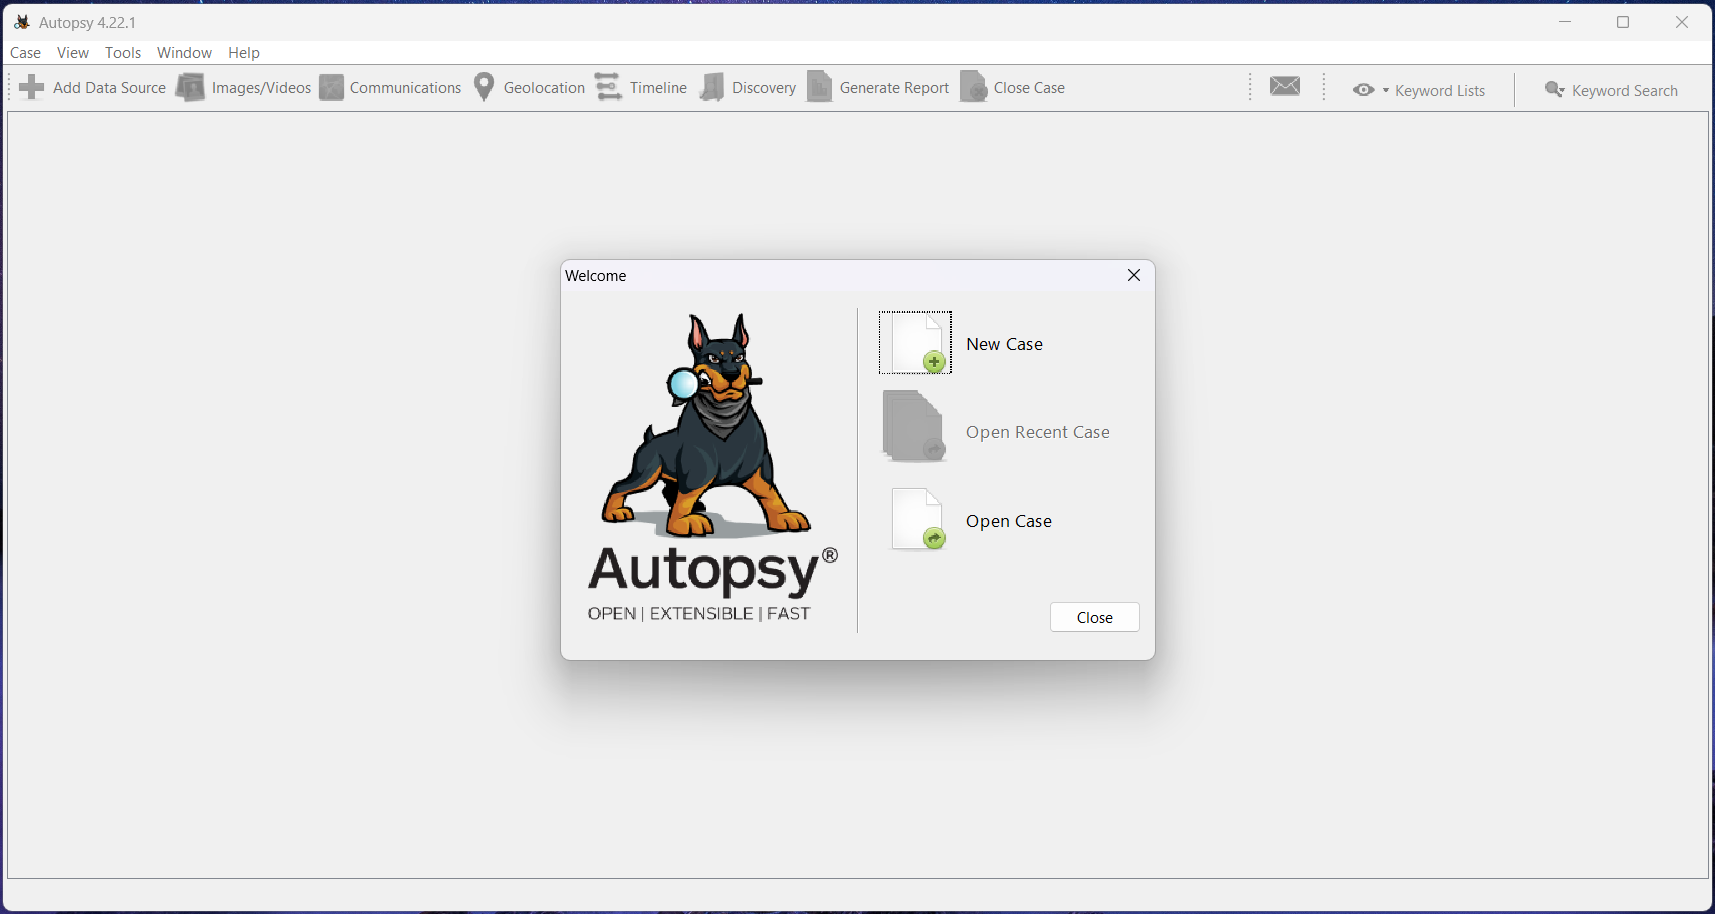 Autopsy 4.22.1
Case View Tools Window Help
Add Data Source Images/Videos Communications Geolocation Timeline Discovery Generate Report Close Case Keyword Lists Keyword Search
Welcome
New Case
Open Recent Case
Open Case
Autopsy®
OPEN | EXTENSIBLE | FAST
Close